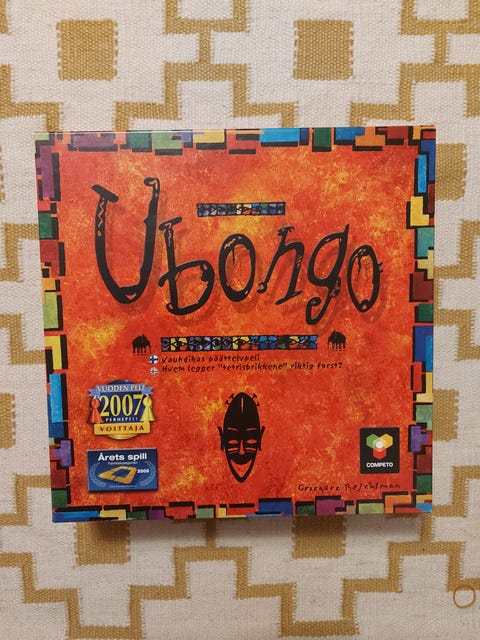 Ubongo
Vauhdikas päättelypeli
Hvem legger "tetrisbrikkene" riktig først?
VUODEN PELI
2007
PERHEPELI
VOITTAJA
Årets spill
Familiekategorien
2008
COMPETO
Grzegorz Rejchtman